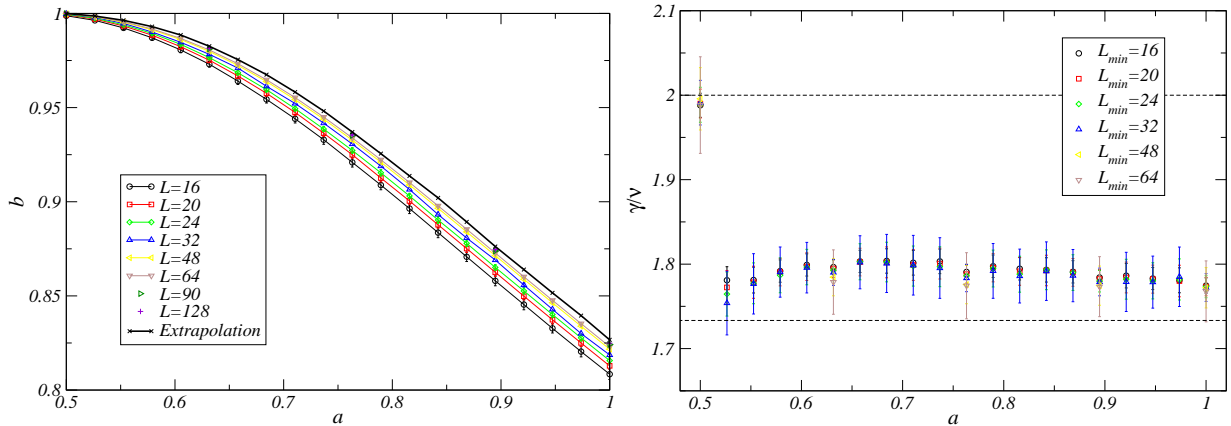 1
0.95
0.9
0.85
0.8
b
L=16
L=20
L=24
L=32
L=48
L=64
L=90
L=128
Extrapolation
0.5
0.6
0.7
0.8
0.9
1
a
2.1
2
1.9
1.8
1.7
γ/ν
L_min=16
L_min=20
L_min=24
L_min=32
L_min=48
L_min=64
0.5
0.6
0.7
0.8
0.9
1
a